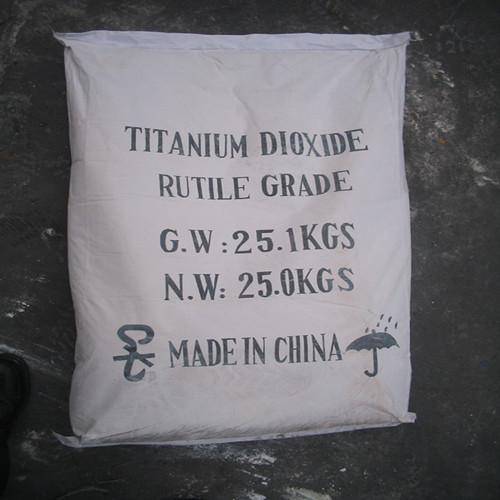 TITANIUM DIOXIDE
RUTILE GRADE
G.W:25.1KGS
N.W: 25.0KGS
MADE IN CHINA